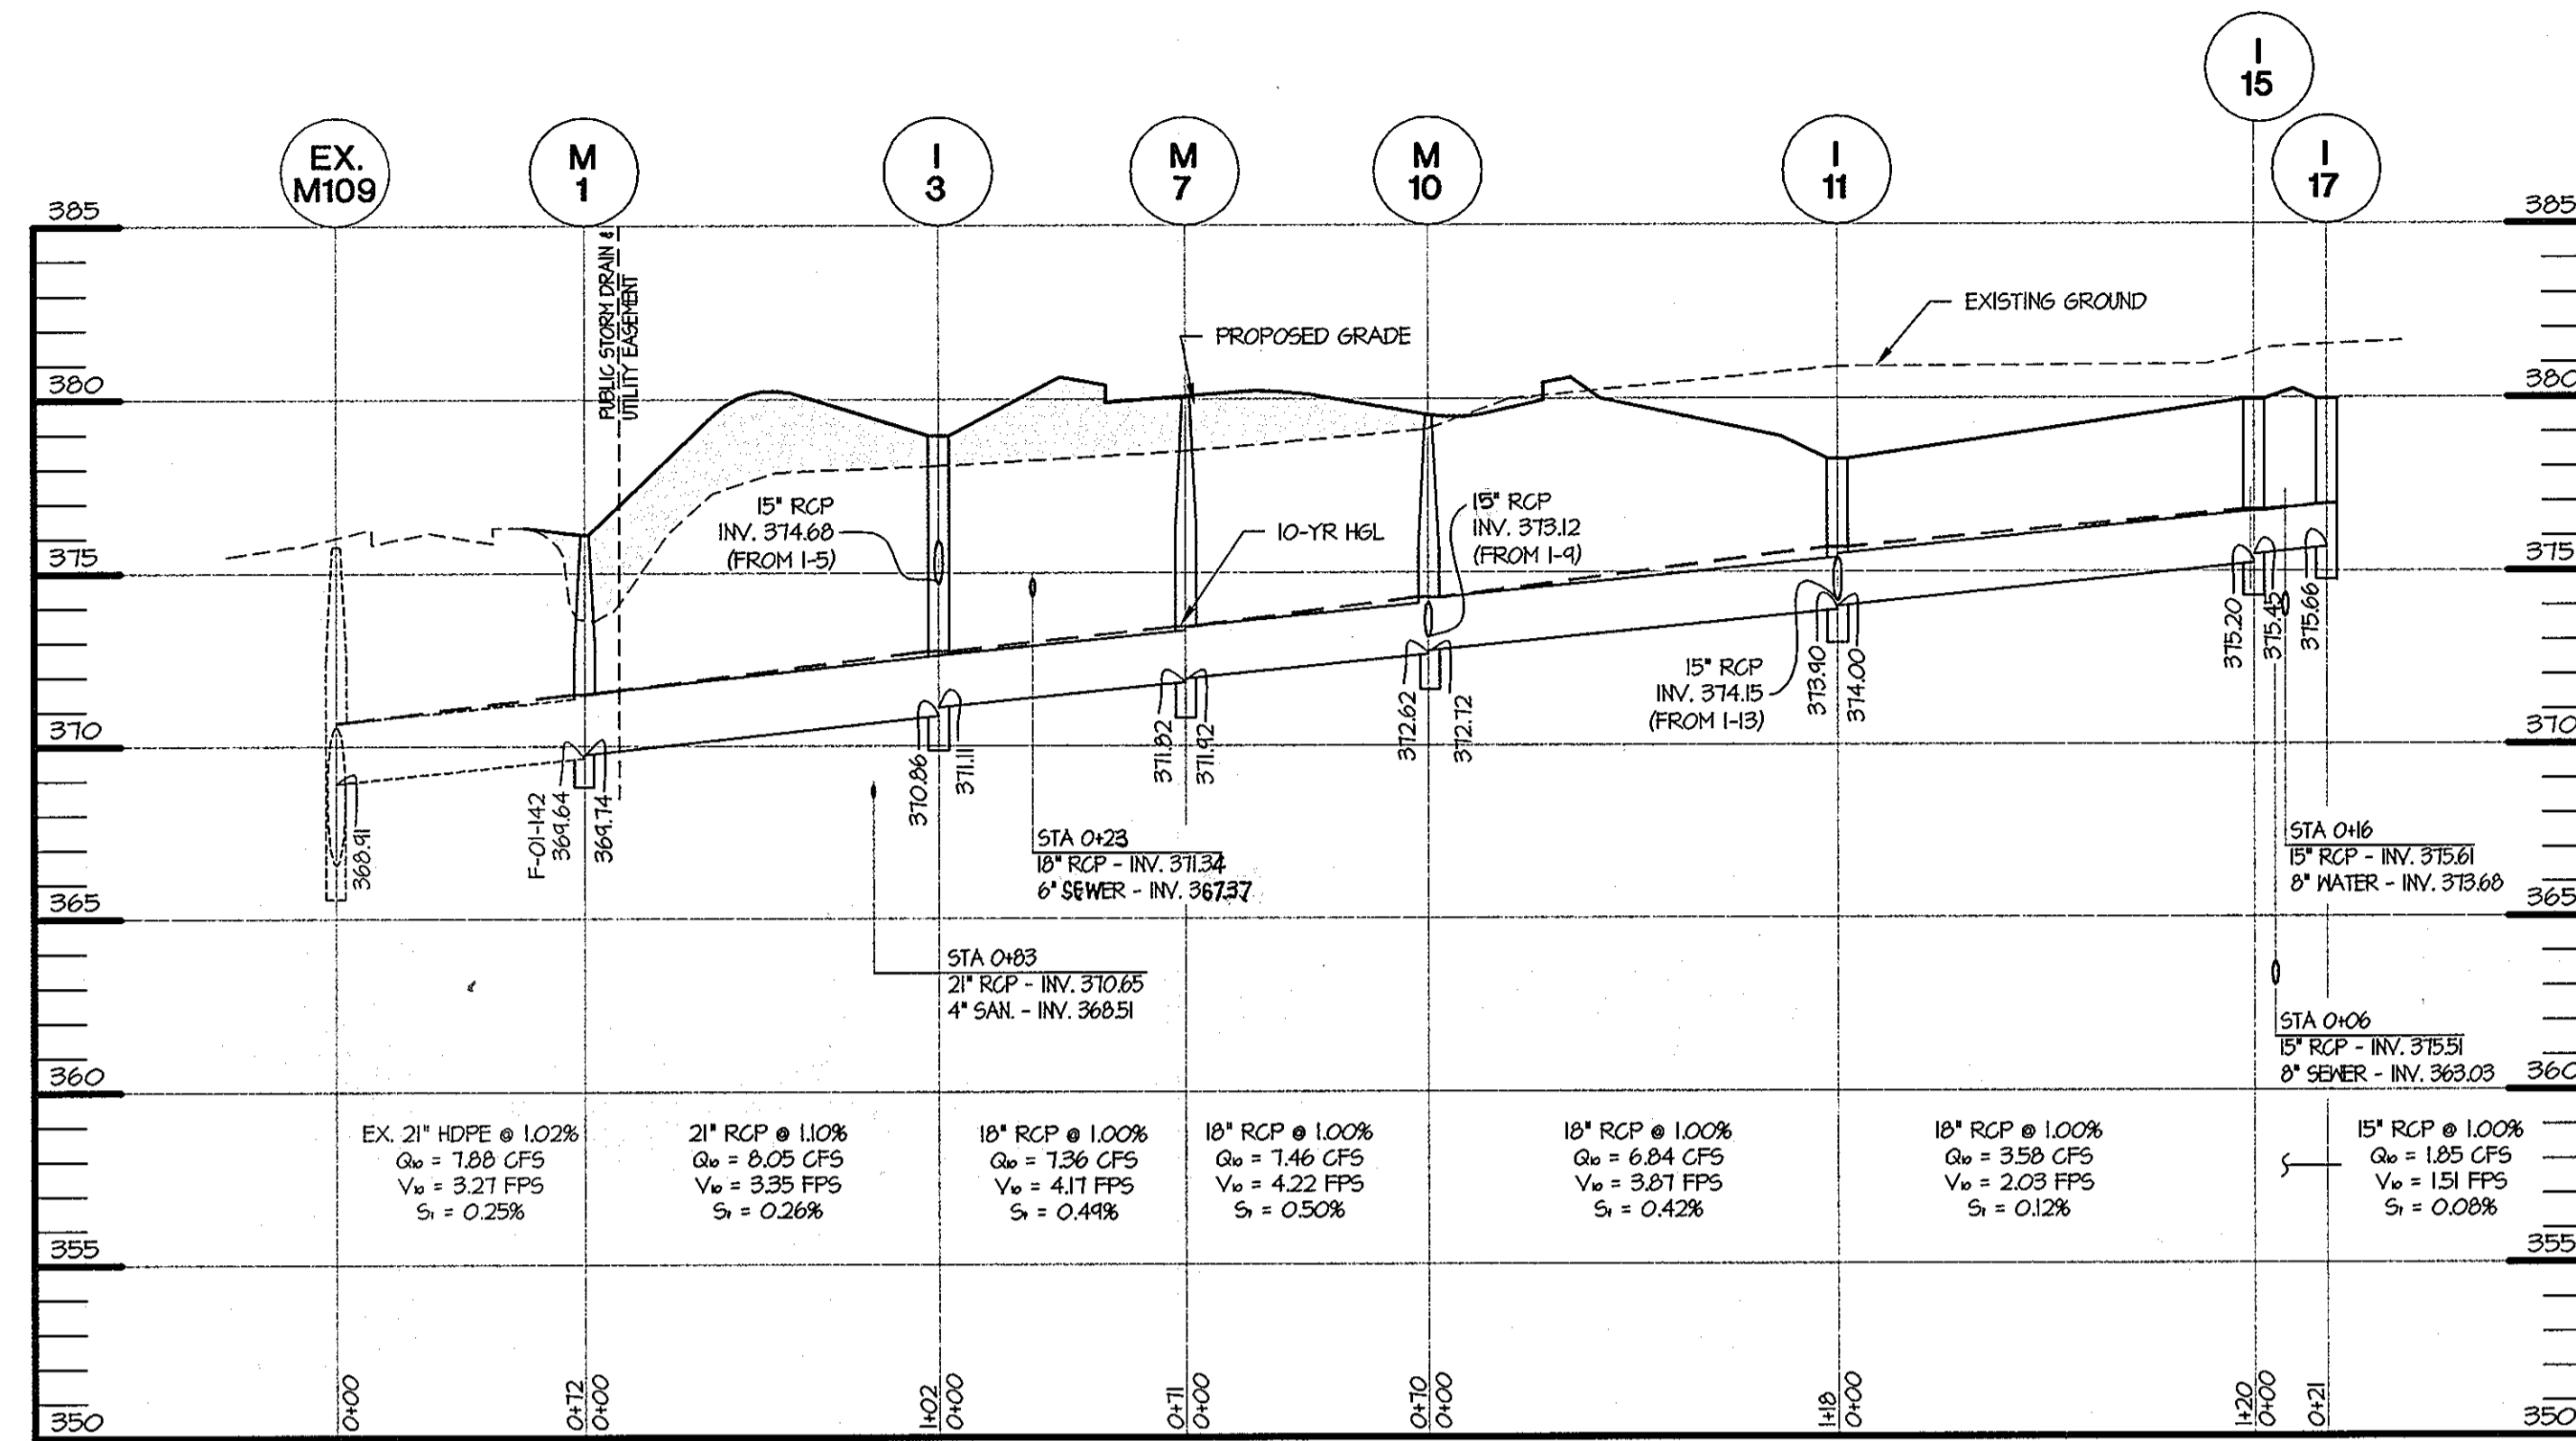 I
15
EX.
M109
M
1
I
3
M
7
M
10
I
11
I
17
385
385
PUBLIC STORM DRAIN &
UTILITY EASEMENT
EXISTING GROUND
PROPOSED GRADE
380
380
15" RCP
INV. 374.68
(FROM I-5)
10-YR HGL
15" RCP
INV. 373.12
(FROM I-9)
375
375
15" RCP
INV. 374.15
(FROM I-13)
370
370
368.91
F-01-142
369.64
369.74
370.86
371.11
371.82
371.92
372.62
372.72
373.90
374.00
375.20
375.42
375.66
STA 0+23
18" RCP - INV. 371.34
6" SEWER - INV. 367.37
STA 0+16
15" RCP - INV. 375.61
8" WATER - INV. 373.68
365
365
STA 0+83
21" RCP - INV. 370.65
4" SAN. - INV. 368.51
STA 0+06
15" RCP - INV. 375.51
8" SEWER - INV. 363.03
360
360
EX. 21" HDPE @ 1.02%
Q10 = 7.88 CFS
V10 = 3.27 FPS
Sf = 0.25%
21" RCP @ 1.10%
Q10 = 8.05 CFS
V10 = 3.35 FPS
Sf = 0.26%
18" RCP @ 1.00%
Q10 = 7.36 CFS
V10 = 4.17 FPS
Sf = 0.49%
18" RCP @ 1.00%
Q10 = 7.46 CFS
V10 = 4.22 FPS
Sf = 0.50%
18" RCP @ 1.00%
Q10 = 6.84 CFS
V10 = 3.87 FPS
Sf = 0.42%
18" RCP @ 1.00%
Q10 = 3.58 CFS
V10 = 2.03 FPS
Sf = 0.12%
15" RCP @ 1.00%
Q10 = 1.85 CFS
V10 = 1.51 FPS
Sf = 0.08%
355
355
0+00
0+72
0+00
1+02
0+00
0+71
0+00
0+70
0+00
1+18
0+00
1+20
0+00
0+21
350
350